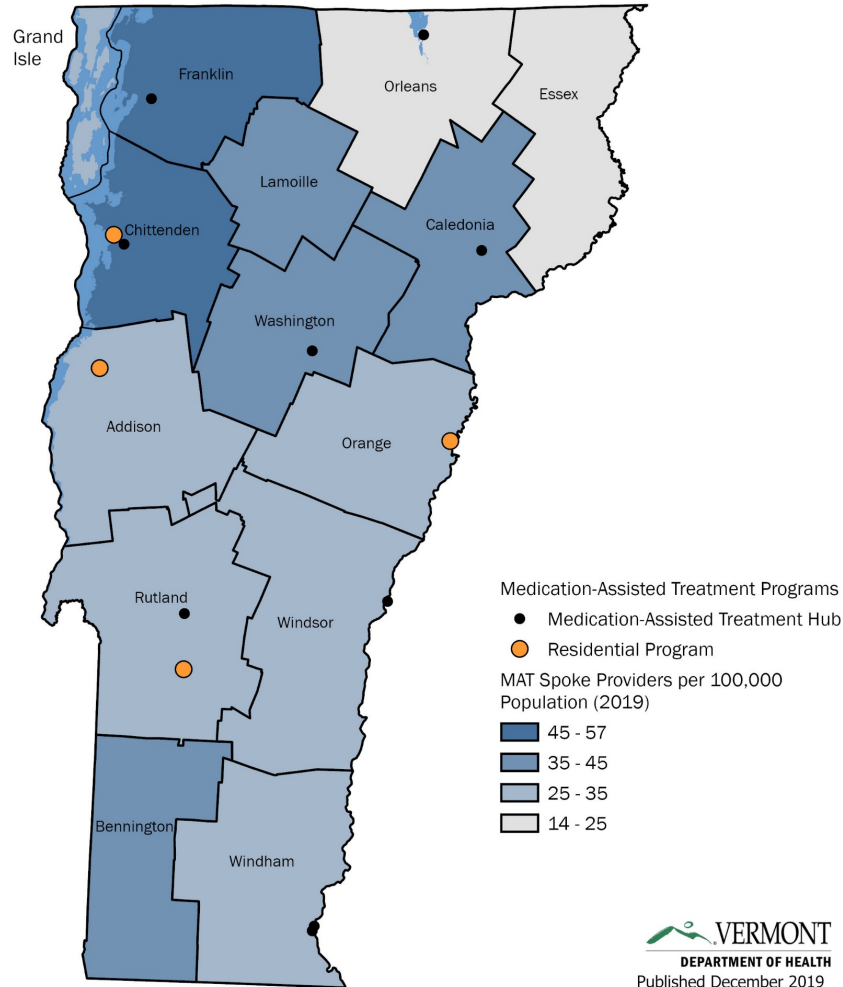 Grand
Isle
Franklin
Orleans
Essex
Lamoille
Chittenden
Caledonia
Washington
Addison
Orange
Rutland
Windsor
Bennington
Windham
Medication-Assisted Treatment Programs
Medication-Assisted Treatment Hub
Residential Program
MAT Spoke Providers per 100,000
Population (2019)
45 - 57
35 - 45
25 - 35
14 - 25
VERMONT
DEPARTMENT OF HEALTH
Published December 2019